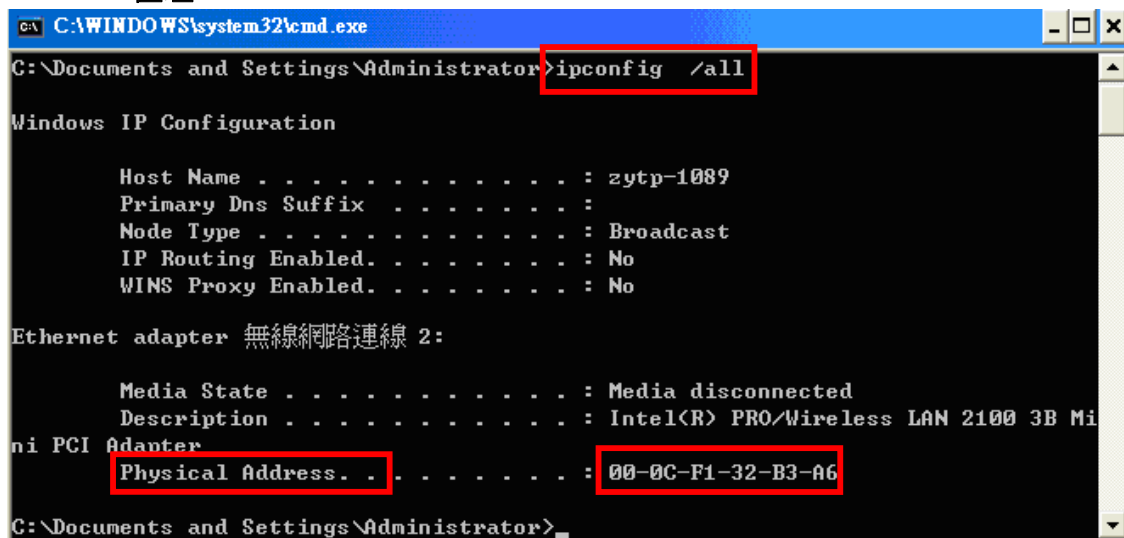 C:\WINDOWS\system32\cmd.exe
C:\Documents and Settings\Administrator>ipconfig  /all
Windows IP Configuration
Host Name . . . . . . . . . . . . : zytp-1089
Primary Dns Suffix  . . . . . . . :
Node Type . . . . . . . . . . . . : Broadcast
IP Routing Enabled. . . . . . . . : No
WINS Proxy Enabled. . . . . . . . : No
Ethernet adapter 無線網路連線 2:
Media State . . . . . . . . . . . : Media disconnected
Description . . . . . . . . . . . : Intel(R) PRO/Wireless LAN 2100 3B Mi
ni PCI Adapter
Physical Address. . . . . . . . . : 00-0C-F1-32-B3-A6
C:\Documents and Settings\Administrator>_